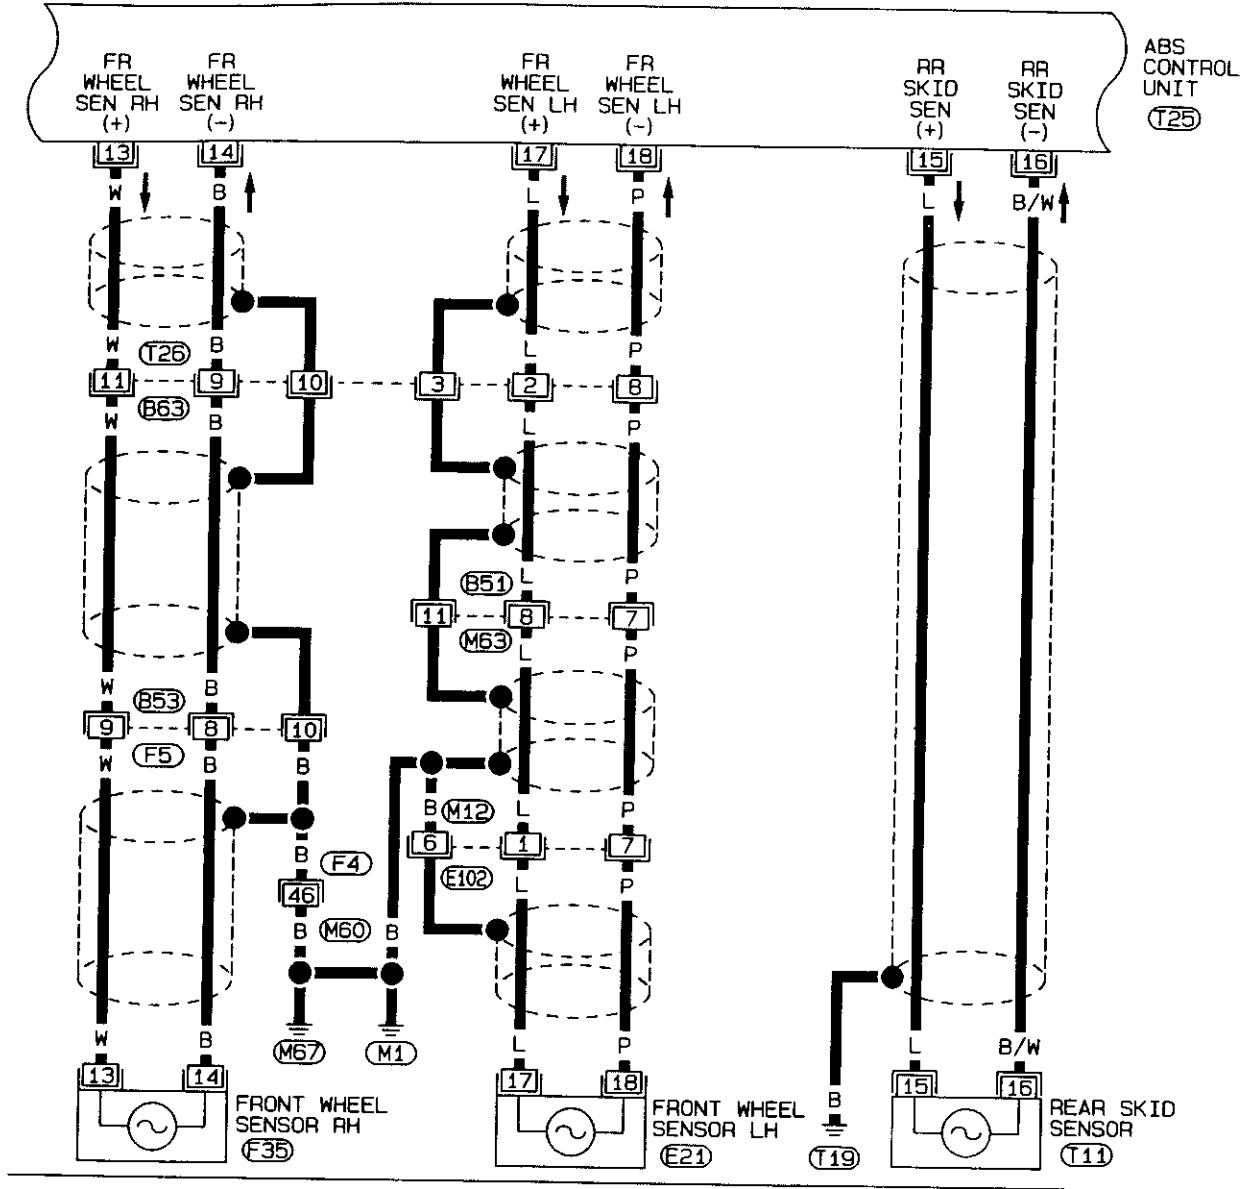 FR
WHEEL
SEN RH
(+)
FR
WHEEL
SEN RH
(-)
FR
WHEEL
SEN LH
(+)
FR
WHEEL
SEN LH
(-)
RR
SKID
SEN
(+)
RR
SKID
SEN
(-)
ABS
CONTROL
UNIT
T25
13 14 17 18 15 16
W B L P L B/W
W B L P
T26
11 9 10 3 2 8
B63
W B L P
L P
B51
11 8 7
M63
L P
W B
B53
9 8 10
F5
W B B
B M12 L P
6 1 7
E102
L P
B F4
46
B M60 B
W B L P L B/W
M67 M1
13 14 17 18 15 16
B
FRONT WHEEL
SENSOR RH
F35
FRONT WHEEL
SENSOR LH
E21
T19
REAR SKID
SENSOR
T11